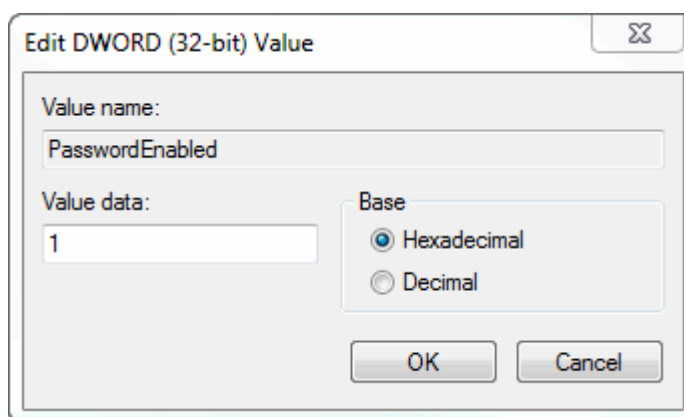 Edit DWORD (32-bit) Value
Value name:
PasswordEnabled
Value data:
1
Base
Hexadecimal
Decimal
OK
Cancel